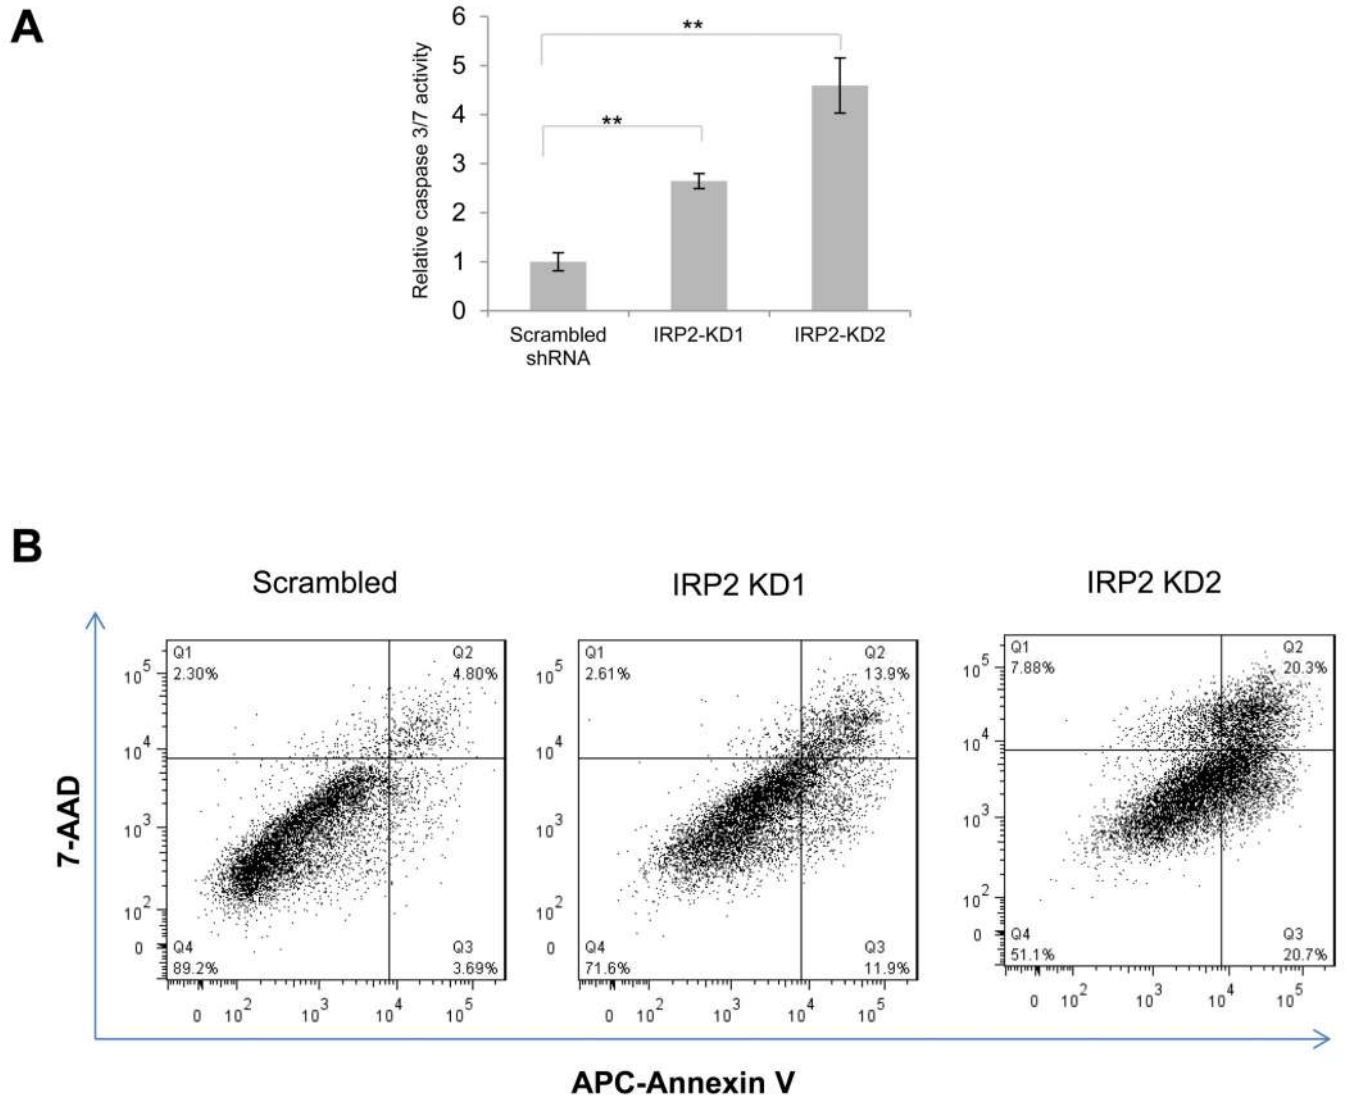 A
Relative caspase 3/7 activity
6
5
4
3
2
1
0
**
**
Scrambled
shRNA
IRP2-KD1
IRP2-KD2
B
Scrambled
IRP2 KD1
IRP2 KD2
7-AAD
Q1
2.30%
Q2
4.80%
Q4
89.2%
Q3
3.69%
10^5
10^4
10^3
10^2
0
0 10^2 10^3 10^4 10^5
Q1
2.61%
Q2
13.9%
Q4
71.6%
Q3
11.9%
10^5
10^4
10^3
10^2
0
0 10^2 10^3 10^4 10^5
Q1
7.88%
Q2
20.3%
Q4
51.1%
Q3
20.7%
10^5
10^4
10^3
10^2
0
0 10^2 10^3 10^4 10^5
APC-Annexin V